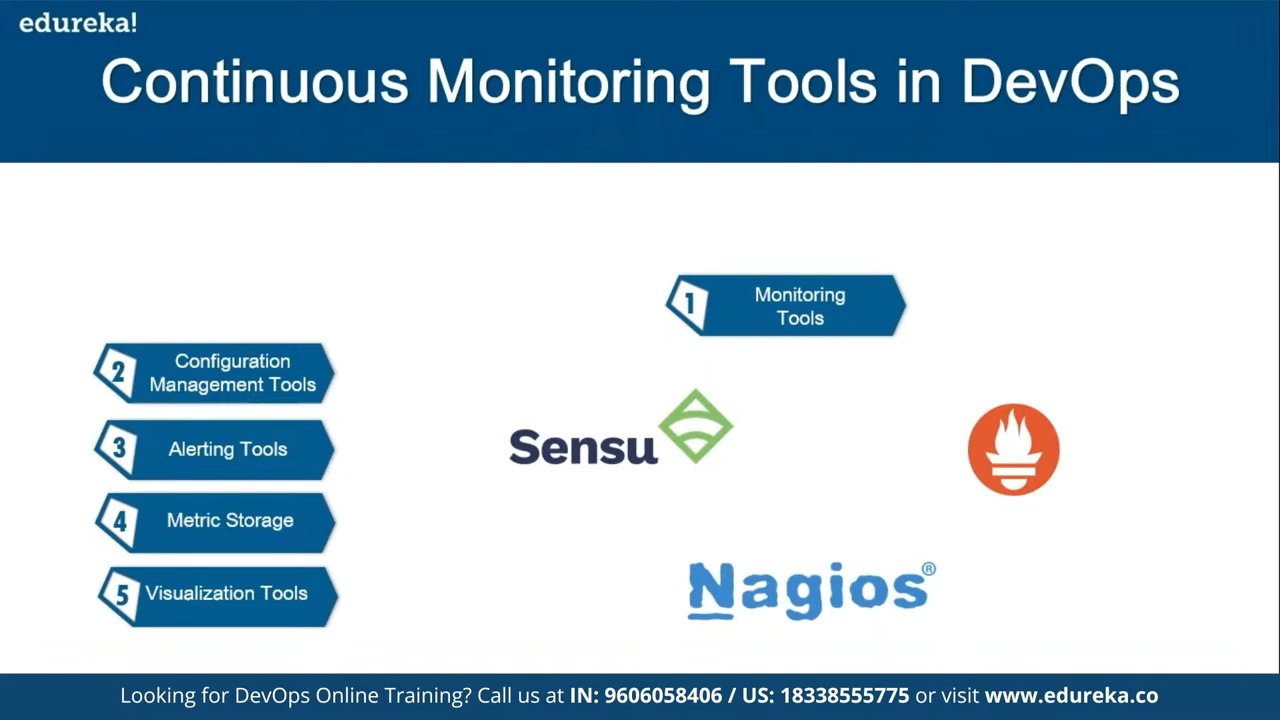 edureka!
Continuous Monitoring Tools in DevOps
1
Monitoring
Tools
2
Configuration
Management Tools
3
Alerting Tools
4
Metric Storage
5
Visualization Tools
Sensu
Nagios®
Looking for DevOps Online Training? Call us at IN: 9606058406 / US: 18338555775 or visit www.edureka.co